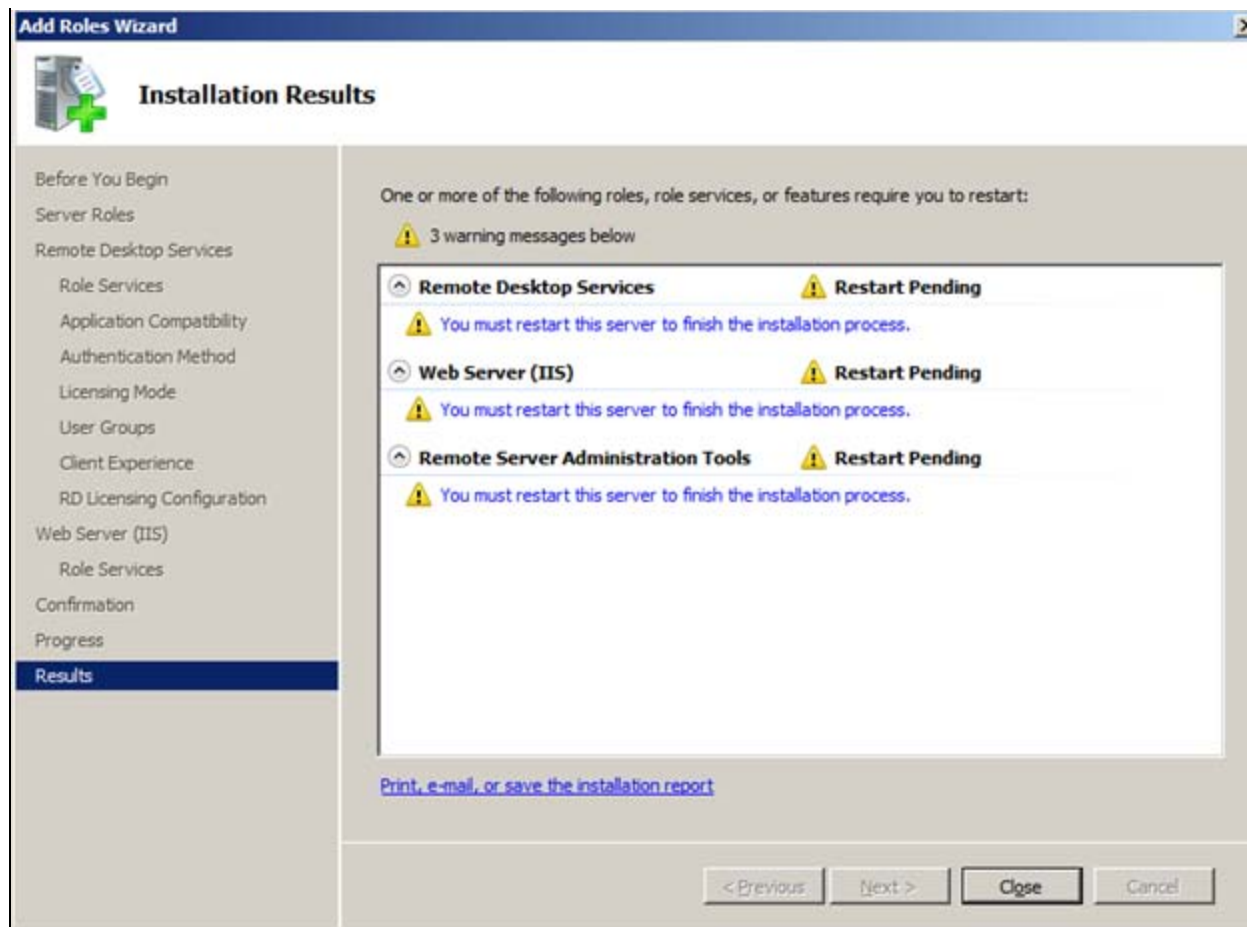 Add Roles Wizard
Installation Results
Before You Begin
Server Roles
Remote Desktop Services
Role Services
Application Compatibility
Authentication Method
Licensing Mode
User Groups
Client Experience
RD Licensing Configuration
Web Server (IIS)
Role Services
Confirmation
Progress
Results
One or more of the following roles, role services, or features require you to restart:
3 warning messages below
Remote Desktop Services Restart Pending
You must restart this server to finish the installation process.
Web Server (IIS) Restart Pending
You must restart this server to finish the installation process.
Remote Server Administration Tools Restart Pending
You must restart this server to finish the installation process.
Print, e-mail, or save the installation report
< Previous Next > Close Cancel